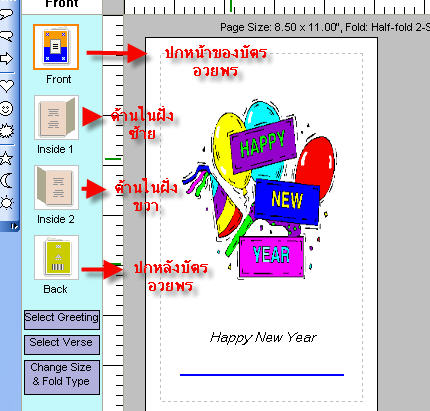 Front
Page Size: 8.50 x 11.00", Fold: Half-fold 2-S
Front
ปกหน้าของบัตร
อวยพร
Inside 1
ด้านในฝั่ง
ซ้าย
Inside 2
ด้านในฝั่ง
ขวา
Back
ปกหลังบัตร
อวยพร
Select Greeting
Select Verse
Change Size
& Fold Type
HAPPY
NEW
YEAR
Happy New Year